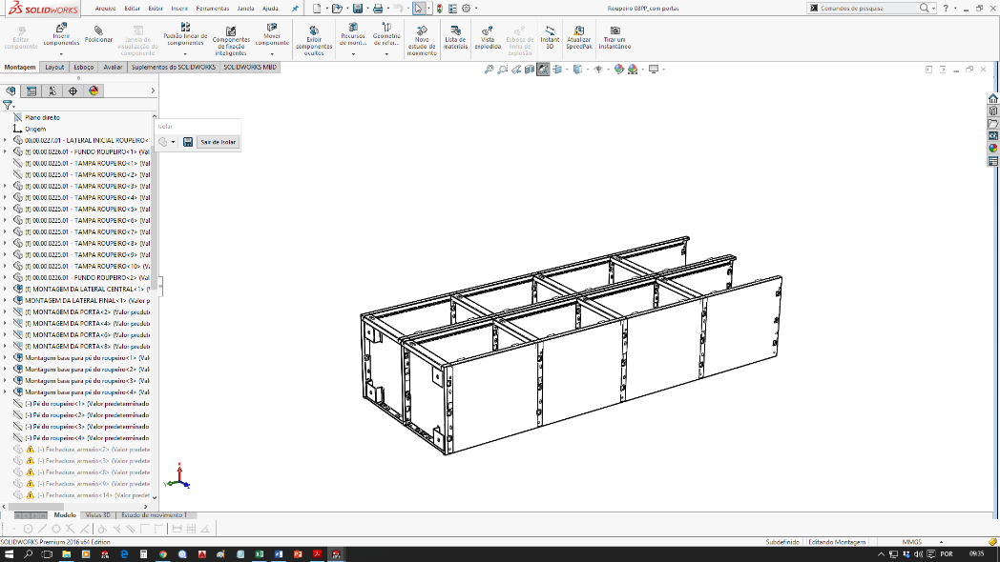 SOLIDWORKS
Arquivo Editar Exibir Inserir Ferramentas Janela Ajuda
Roupeiro 08PP_com portas
Comandos de pesquisa
Editar componente
Inserir componentes
Posicionar
Janela de visualização do componente
Padrão linear de componentes
Componentes de fixação inteligentes
Mover componente
Exibir componentes ocultos
Recursos de mont...
Geometria de refer...
Novo estudo de movimento
Lista de materiais
Vista explodida
Esboço de linha de explosão
Instant 3D
Atualizar SpeedPak
Tirar um instantâneo
Montagem Layout Esboço Avaliar Suplementos do SOLIDWORKS SOLIDWORKS MBD
Isolar
Sair de Isolar
Plano direito
Origem
00.00.0227.01 - LATERAL INICIAL ROUPEIRO<
(f) 00.00.0226.01 - FUNDO ROUPEIRO<1> (Val
(f) 00.00.0225.01 - TAMPA ROUPEIRO<1> (Val
(f) 00.00.0225.01 - TAMPA ROUPEIRO<2> (Val
(f) 00.00.0225.01 - TAMPA ROUPEIRO<3> (Val
(f) 00.00.0225.01 - TAMPA ROUPEIRO<4> (Val
(f) 00.00.0225.01 - TAMPA ROUPEIRO<5> (Val
(f) 00.00.0225.01 - TAMPA ROUPEIRO<6> (Val
(f) 00.00.0225.01 - TAMPA ROUPEIRO<7> (Val
(f) 00.00.0225.01 - TAMPA ROUPEIRO<8> (Val
(f) 00.00.0225.01 - TAMPA ROUPEIRO<9> (Val
(f) 00.00.0225.01 - TAMPA ROUPEIRO<10> (Va
(f) 00.00.0226.01 - FUNDO ROUPEIRO<2> (Val
(f) MONTAGEM DA LATERAL CENTRAL<1> (
MONTAGEM DA LATERAL FINAL<1> (Valor p
(f) MONTAGEM DA PORTA<2> (Valor predete
(f) MONTAGEM DA PORTA<4> (Valor predete
(f) MONTAGEM DA PORTA<6> (Valor predete
(f) MONTAGEM DA PORTA<8> (Valor predete
Montagem base para pé do roupeiro<1> (Val
Montagem base para pé do roupeiro<2> (Val
Montagem base para pé do roupeiro<3> (Val
Montagem base para pé do roupeiro<4> (Val
(-) Pé do roupeiro<1> (Valor predeterminado
(-) Pé do roupeiro<2> (Valor predeterminado
(-) Pé do roupeiro<3> (Valor predeterminado
(-) Pé do roupeiro<4> (Valor predeterminado
(-) Fechadura_armario<2> (Valor predete
(-) Fechadura_armario<3> (Valor predete
(-) Fechadura_armario<8> (Valor predete
(-) Fechadura_armario<9> (Valor predete
(-) Fechadura_armario<14> (Valor predete
Modelo Vistas 3D Estudo de movimento 1
SOLIDWORKS Premium 2016 x64 Edition
Subdefinido Editando Montagem MMGS
POR 09:35